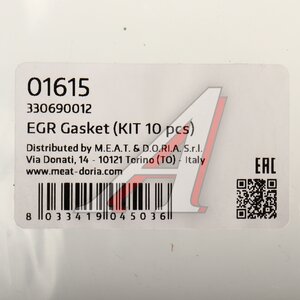 01615
330690012
EGR Gasket (KIT 10 pcs)
Distributed by M.E.A.T. & D.O.RI.A. S.r.l.
Via Donati, 14 - 10121 Torino (TO) - Italy
www.meat-doria.com
EAC
8 033419 045036